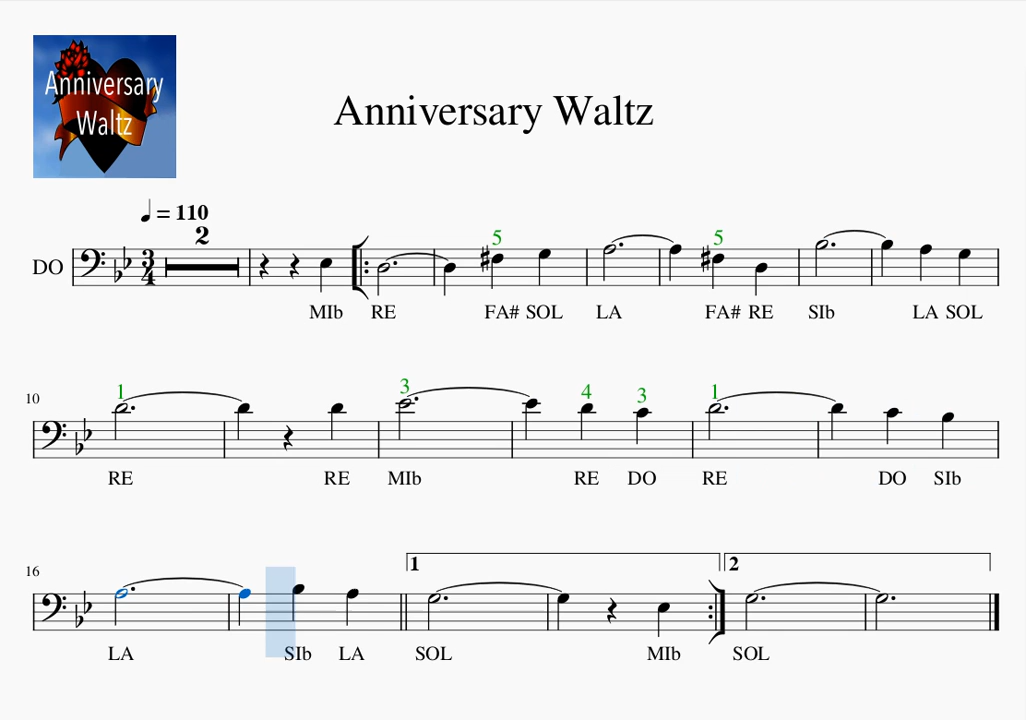 Anniversary
Waltz
Anniversary Waltz
= 110
2
5 5
DO 3
4
MIb RE FA# SOL LA FA# RE SIb LA SOL
10 1 3 4 3 1
RE RE MIb RE DO RE DO SIb
16 1 2
LA SIb LA SOL MIb SOL